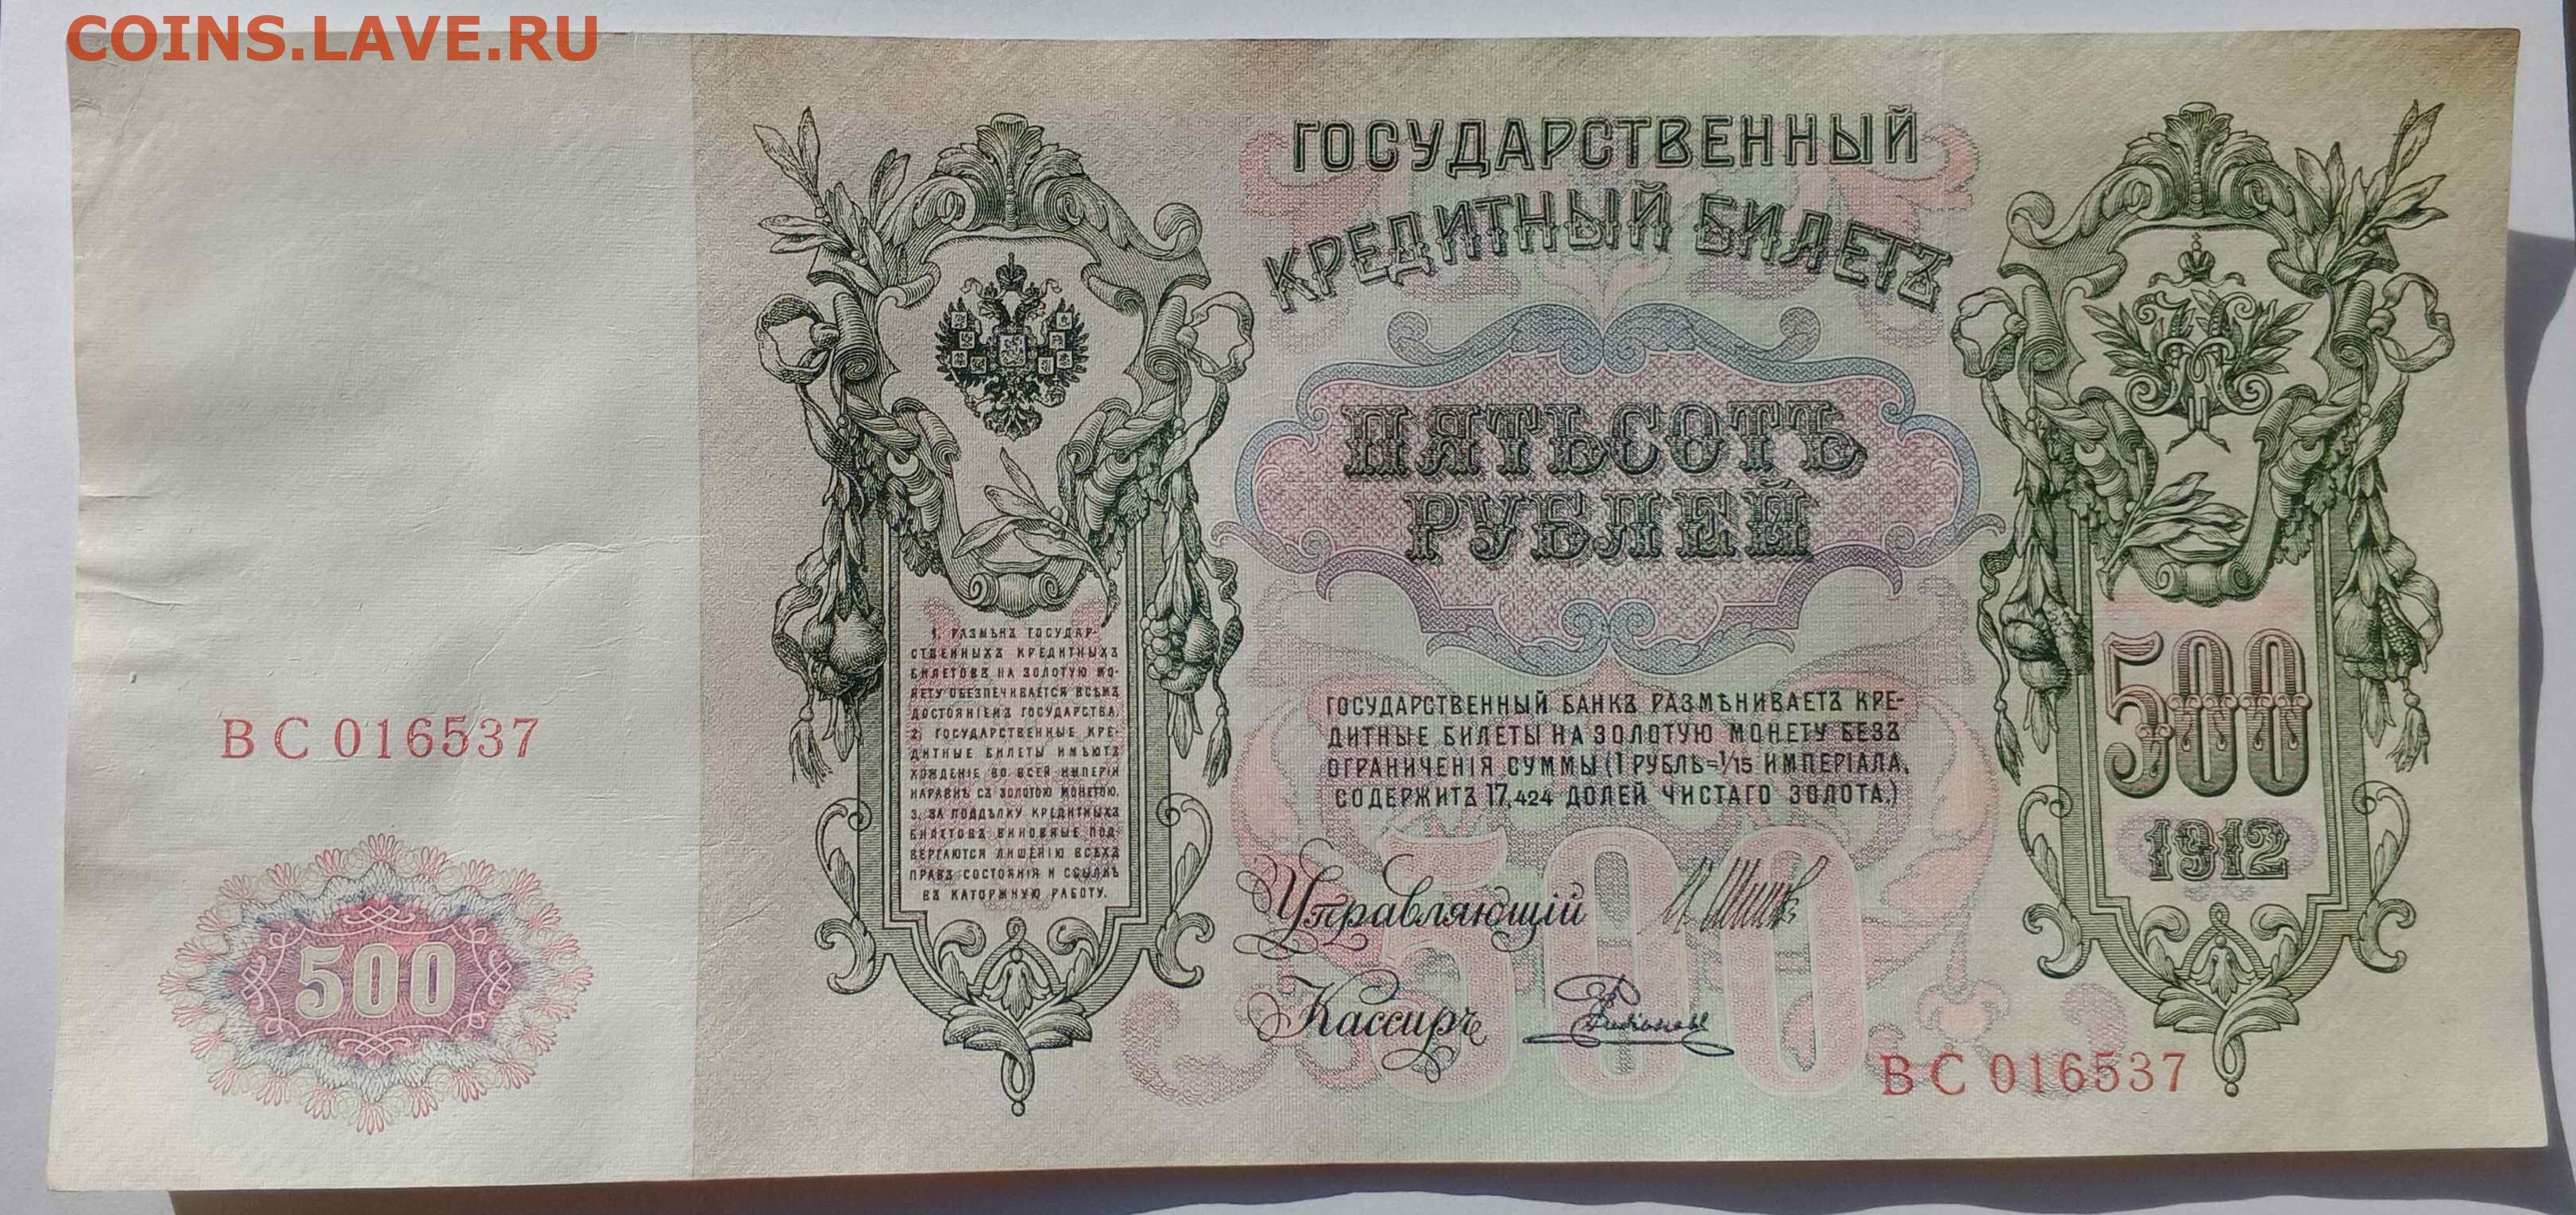 COINS.LAVE.RU
ГОСУДАРСТВЕННЫЙ
КРЕДИТНЫЙ БИЛЕТЪ
ПЯТЬСОТЪ
РУБЛЕЙ
1. РАЗМѢНЪ ГОСУДАР-
СТВЕННЫХЪ КРЕДИТНЫХЪ
БИЛЕТОВЪ НА ЗОЛОТУЮ МО-
НЕТУ ОБЕЗПЕЧИВАЕТСЯ ВСѢМЪ
ДОСТОЯНІЕМЪ ГОСУДАРСТВА.
2. ГОСУДАРСТВЕННЫЕ КРЕ-
ДИТНЫЕ БИЛЕТЫ ИМѢЮТЪ
ХОЖДЕНІЕ ВО ВСЕЙ ИМПЕРІИ
НАРАВНѢ СЪ ЗОЛОТОЮ МОНЕТОЮ.
3. ЗА ПОДДѢЛКУ КРЕДИТНЫХЪ
БИЛЕТОВЪ ВИНОВНЫЕ ПОД-
ВЕРГАЮТСЯ ЛИШЕНІЮ ВСѢХЪ
ПРАВЪ СОСТОЯНІЯ И ССЫЛКѢ
ВЪ КАТОРЖНУЮ РАБОТУ.
ГОСУДАРСТВЕННЫЙ БАНКЪ РАЗМѢНИВАЕТЪ КРЕ-
ДИТНЫЕ БИЛЕТЫ НА ЗОЛОТУЮ МОНЕТУ БЕЗЪ
ОГРАНИЧЕНІЯ СУММЫ (1 РУБЛЬ=1/15 ИМПЕРІАЛА,
СОДЕРЖИТЪ 17,424 ДОЛЕЙ ЧИСТАГО ЗОЛОТА.)
500
1912
ВС 016537
500
500
Управляющій
Кассиръ
ВС 016537